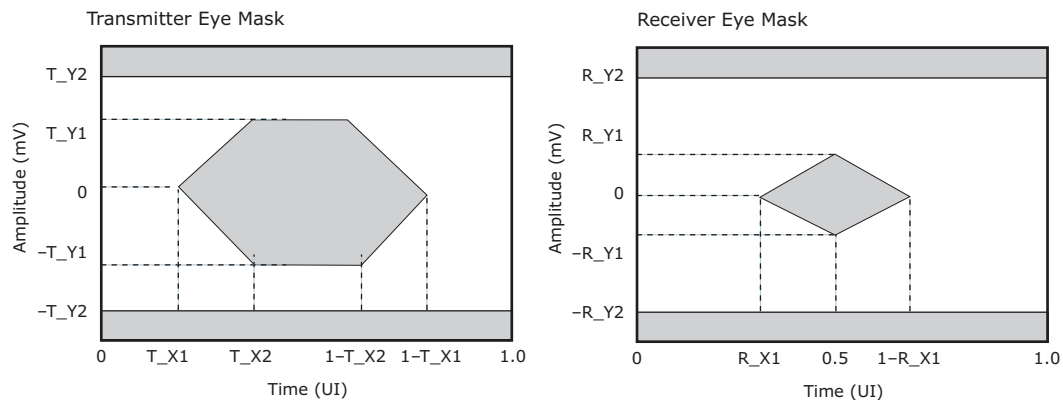 Transmitter Eye Mask
T_Y2
T_Y1
0
–T_Y1
–T_Y2
Amplitude (mV)
0 T_X1 T_X2 1–T_X2 1–T_X1 1.0
Time (UI)
Receiver Eye Mask
R_Y2
R_Y1
0
–R_Y1
–R_Y2
Amplitude (mV)
0 R_X1 0.5 1–R_X1 1.0
Time (UI)